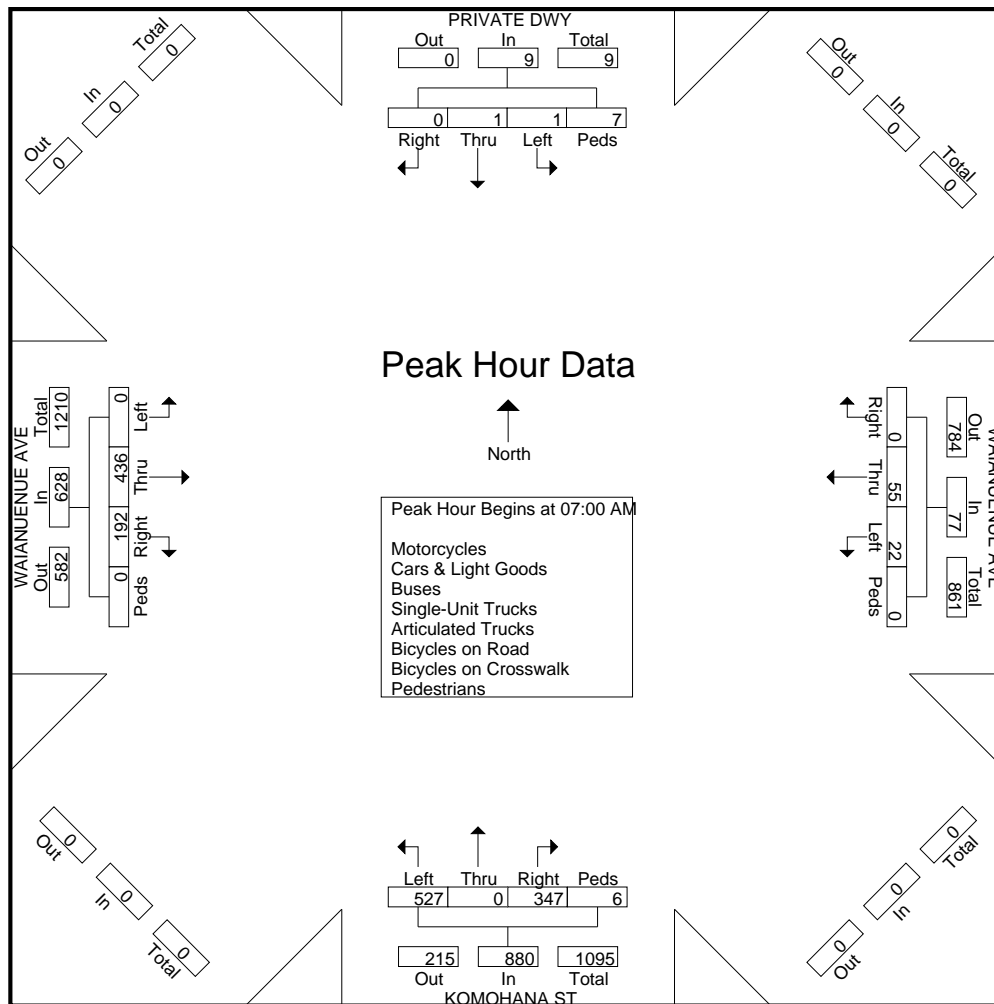 PRIVATE DWY
Out In Total
0 9 9
0 1 1 7
Right Thru Left Peds
Total
0
In
0
Out
0
Out
0
In
0
Total
0
Peak Hour Data
North
WAIANUENUE AVE
Total In Out
1210 628 582
0 436 192 0
Left Thru Right Peds
Right Thru Left Peds
0 55 22 0
Out In Total
784 77 861
WAIANUENUE AVE
Peak Hour Begins at 07:00 AM
Motorcycles
Cars & Light Goods
Buses
Single-Unit Trucks
Articulated Trucks
Bicycles on Road
Bicycles on Crosswalk
Pedestrians
0
Out
0
In
0
Total
0
Total
0
In
0
Out
Left Thru Right Peds
527 0 347 6
215 880 1095
Out In Total
KOMOHANA ST